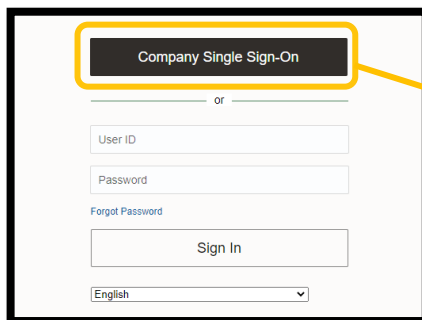 Company Single Sign-On
or
User ID
Password
Forgot Password
Sign In
English